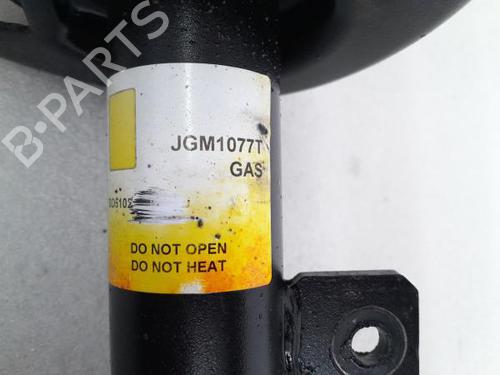 B-PARTS
JGM1077T
GAS
DO NOT OPEN
DO NOT HEAT